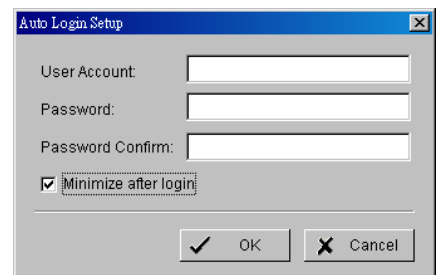 Auto Login Setup
User Account:
Password:
Password Confirm:
Minimize after login
OK
Cancel